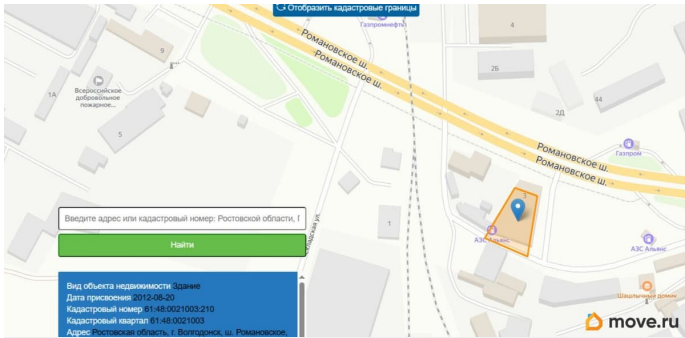 Отобразить кадастровые границы
Газпромнефть
4
Романовское ш.
Романовское ш.
9
2Б
1А
Всероссийское
добровольное
пожарное...
44
2Д
5
Романовское ш.
Романовское ш.
Газпром
3
Введите адрес или кадастровый номер: Ростовской области, Г
1
Найти
АЗС Альянс
АЗС Альянс
Вид объекта недвижимости Здание
Дата присвоения 2012-08-20
Шашлычный домик
Кадастровый номер 61:48:0021003:210
Кадастровый квартал 61:48:0021003
Адрес Ростовская область, г. Волгодонск, ш. Романовское,
move.ru